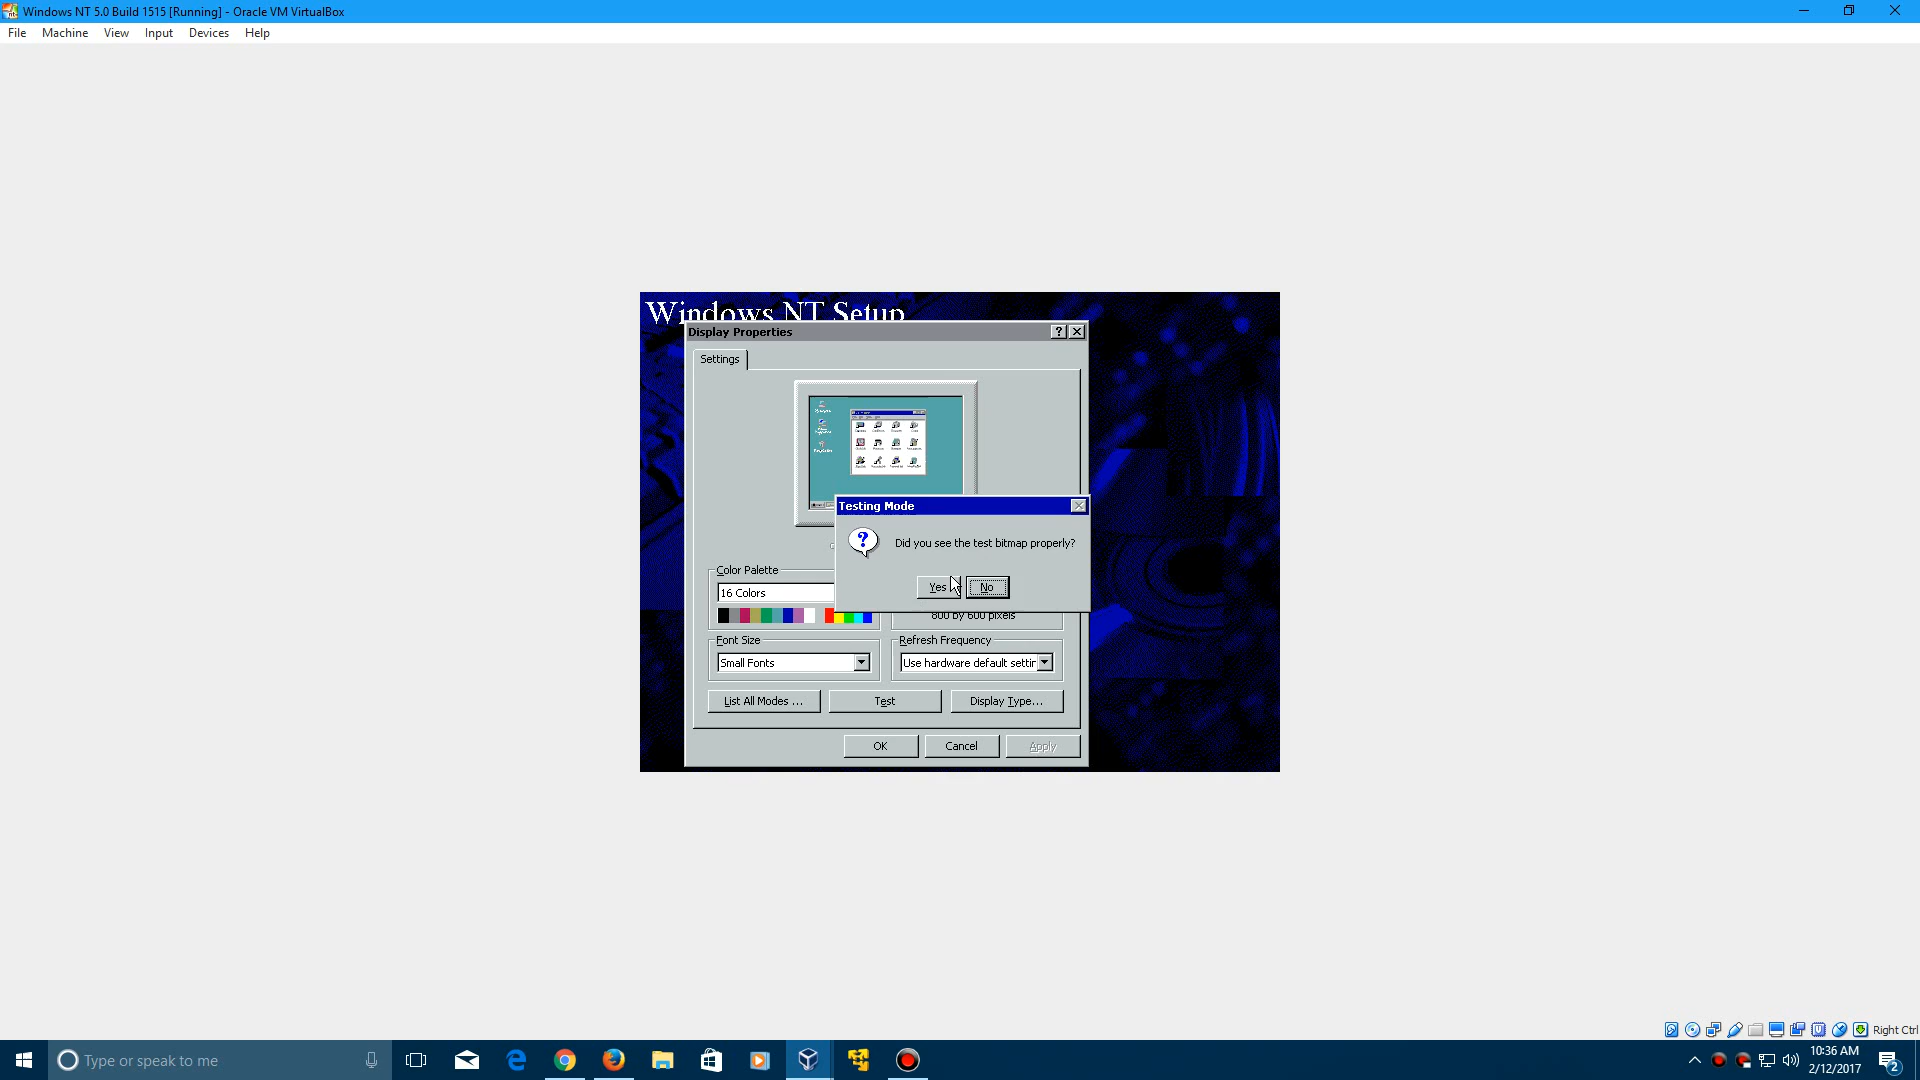 Windows NT 5.0 Build 1515 [Running] - Oracle VM VirtualBox
File Machine View Input Devices Help
Windows NT Setup
Display Properties
Settings
Testing Mode
Did you see the test bitmap properly?
Yes No
Color Palette
16 Colors
800 by 600 pixels
Font Size
Refresh Frequency
Small Fonts
Use hardware default settin
List All Modes ...
Test
Display Type...
OK
Cancel
Apply
Right Ctrl
Type or speak to me
10:36 AM
2/12/2017
2